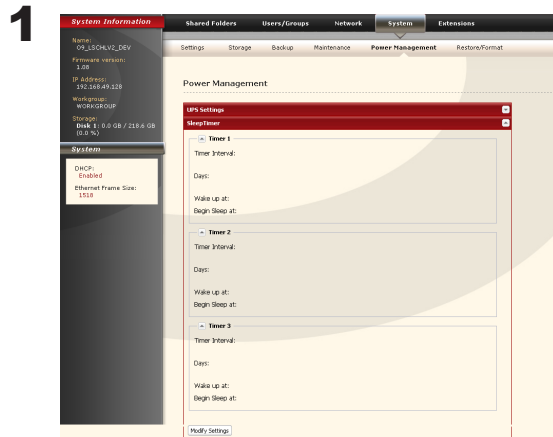 1
System Information
Name:
O9_LSCHLV2_DEV
Firmware version:
1.08
IP Address:
192.168.49.128
Workgroup:
WORKGROUP
Storage:
Disk 1: 0.0 GB / 218.6 GB
(0.0 %)
System
DHCP:
Enabled
Ethernet Frame Size:
1518
Shared Folders Users/Groups Network System Extensions
Settings Storage Backup Maintenance Power Management Restore/Format
Power Management
UPS Settings
SleepTimer
Timer 1
Timer Interval:
Days:
Wake up at:
Begin Sleep at:
Timer 2
Timer Interval:
Days:
Wake up at:
Begin Sleep at:
Timer 3
Timer Interval:
Days:
Wake up at:
Begin Sleep at:
Modify Settings